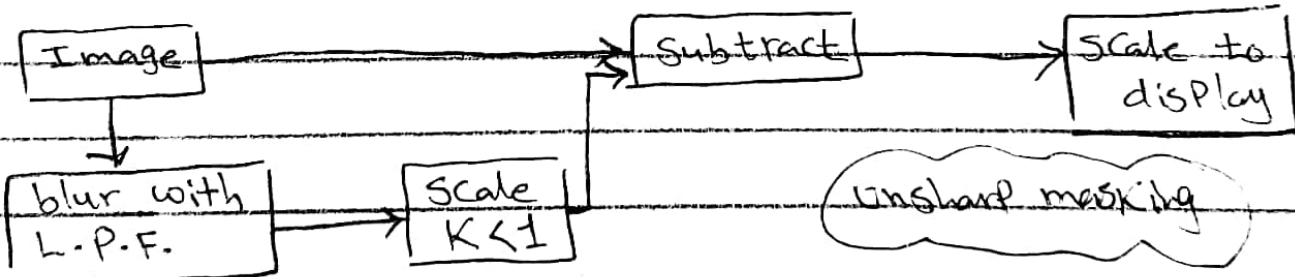 Image
Subtract
Scale to
display
blur with
L.P.F.
Scale
K<1
unsharp masking